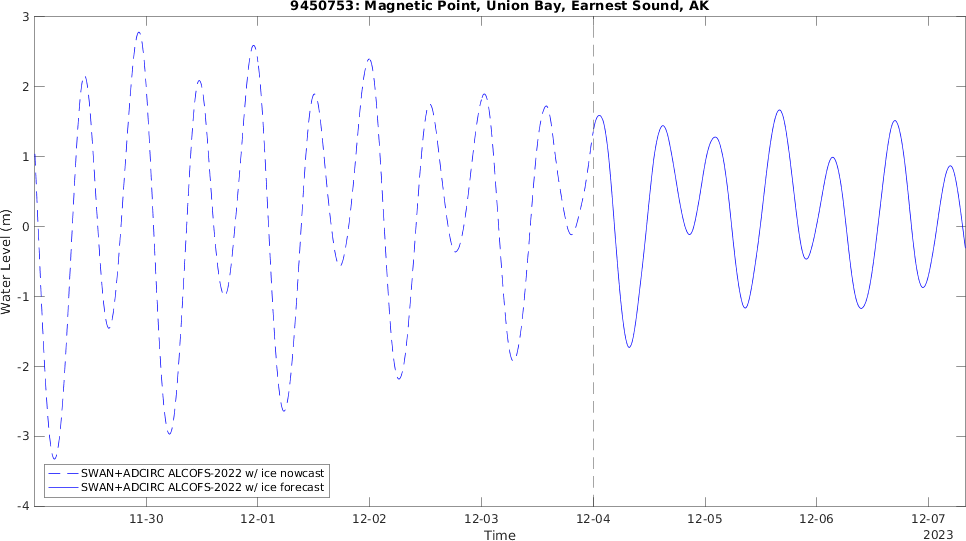 9450753: Magnetic Point, Union Bay, Earnest Sound, AK
3
2
1
0
-1
-2
-3
-4
Water Level (m)
SWAN+ADCIRC ALCOFS-2022 w/ ice nowcast
SWAN+ADCIRC ALCOFS-2022 w/ ice forecast
11-30 12-01 12-02 12-03 12-04 12-05 12-06 12-07
Time 2023